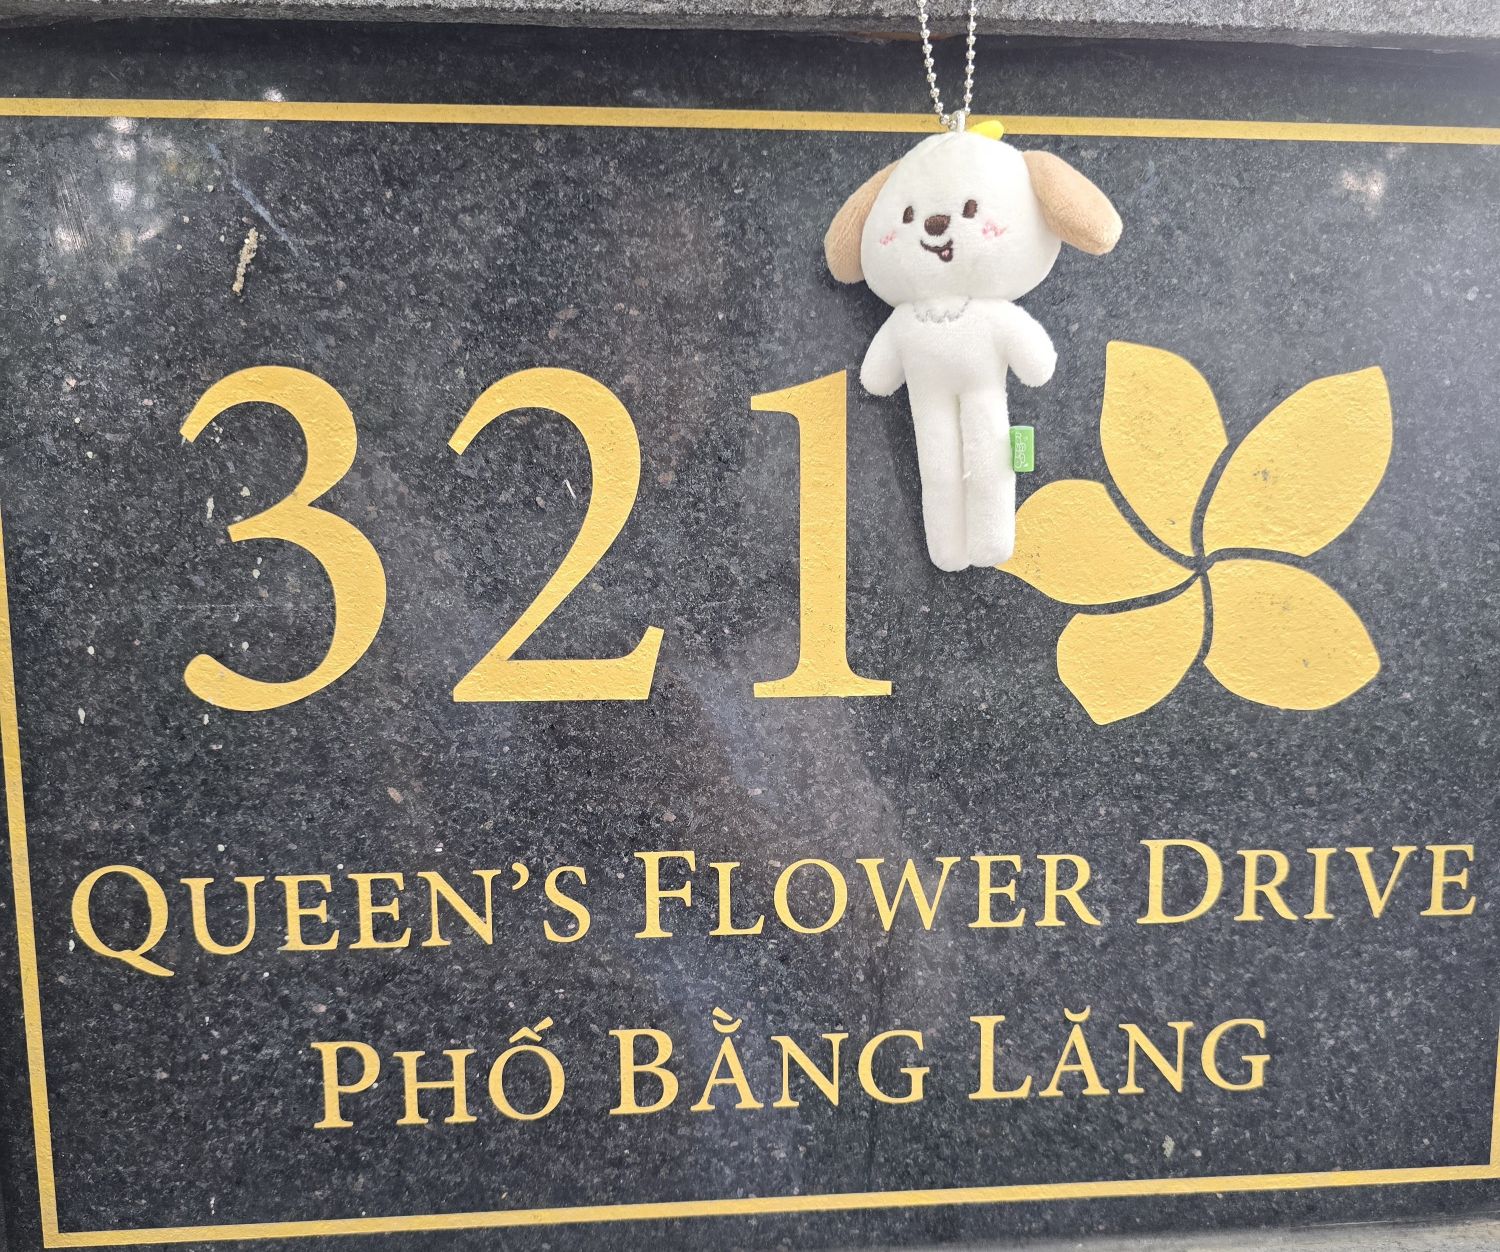 321
QUEEN'S FLOWER DRIVE
PHỐ BẰNG LĂNG